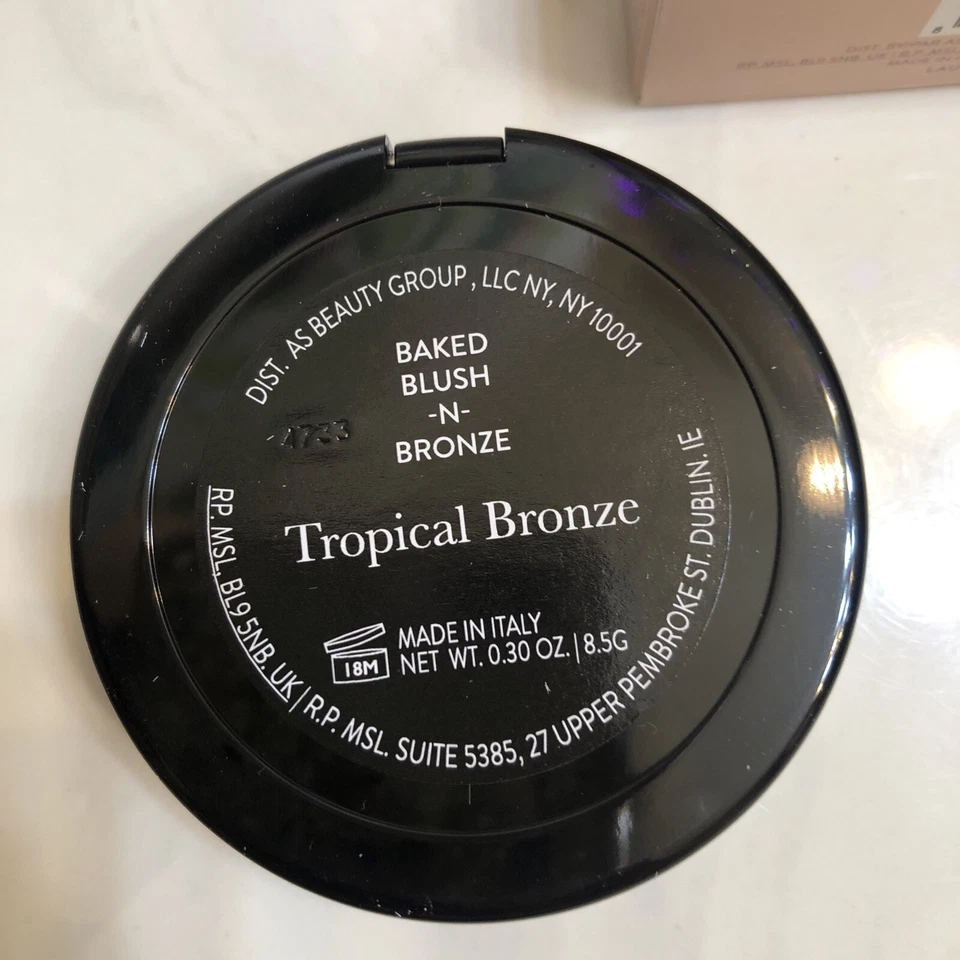 DIST. AS BEAUTY GROUP, LLC NY, NY 10001
BAKED
BLUSH
-N-
BRONZE
4733
Tropical Bronze
18M
MADE IN ITALY
NET WT. 0.30 OZ. | 8.5G
RP. MSL, BL9 5NB. UK | R.P. MSL. SUITE 5385, 27 UPPER PEMBROKE ST. DUBLIN. IE